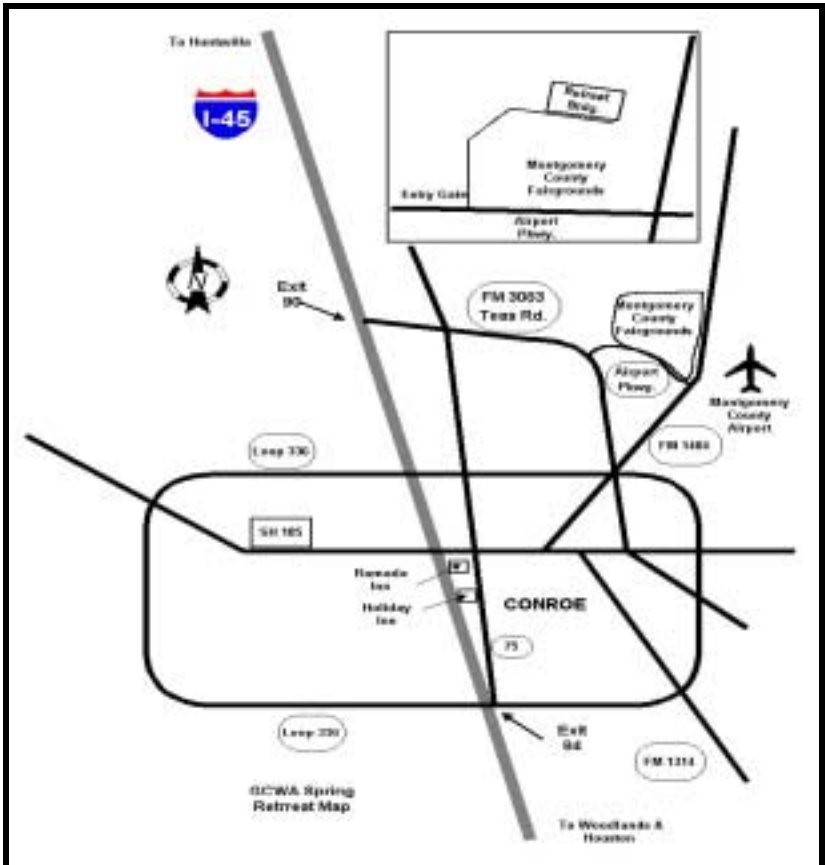 To Huntsville
I-45
Retreat
Bldg.
Montgomery
County
Fairgrounds
Entry Gate
Airport
Pkwy.
N
Exit
90
FM 3083
Teas Rd.
Montgomery
County
Fairgrounds
Airport
Pkwy.
Montgomery
County
Airport
FM 1484
Loop 336
SH 105
Ramada
Inn
Holiday
Inn
CONROE
75
Loop 336
Exit
84
FM 1314
GCWA Spring
Retreat Map
To Woodlands &
Houston